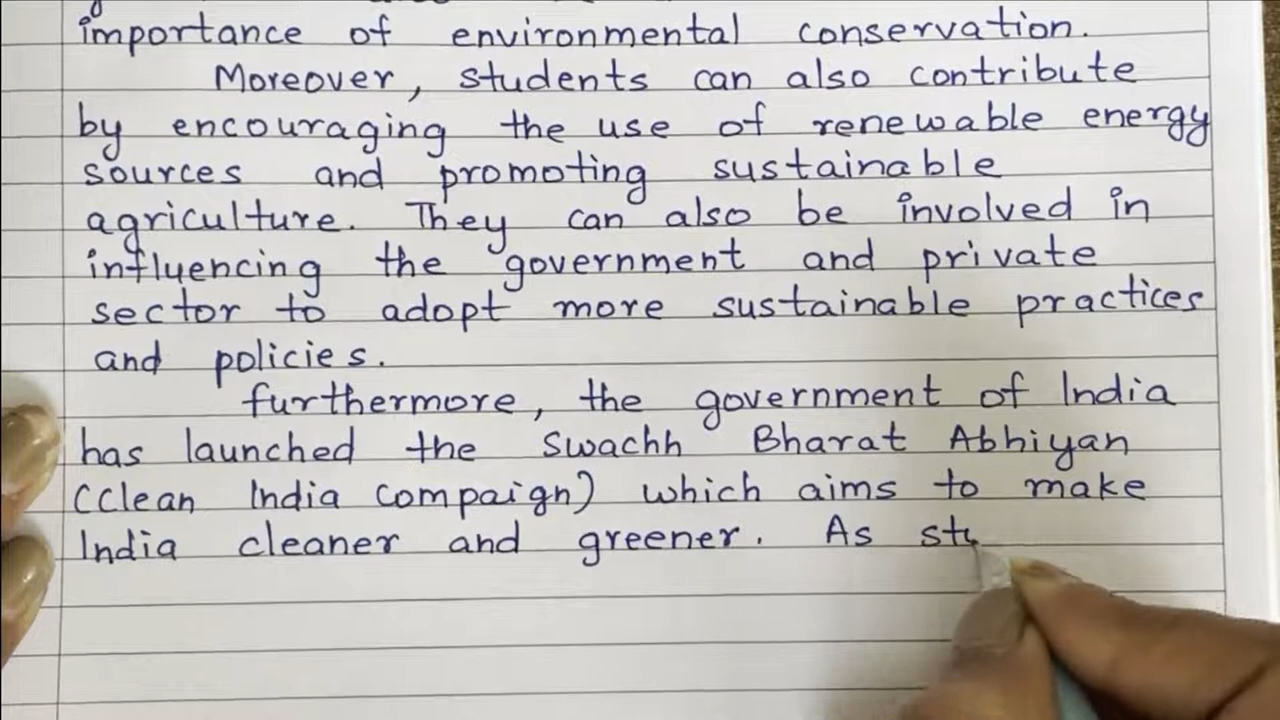 importance of environmental conservation.
Moreover, students can also contribute
by encouraging the use of renewable energy
sources and promoting sustainable
agriculture. They can also be involved in
influencing the government and private
sector to adopt more sustainable practices
and policies.
furthermore, the government of India
has launched the Swachh Bharat Abhiyan
(Clean India Compaign) which aims to make
India cleaner and greener. As stu